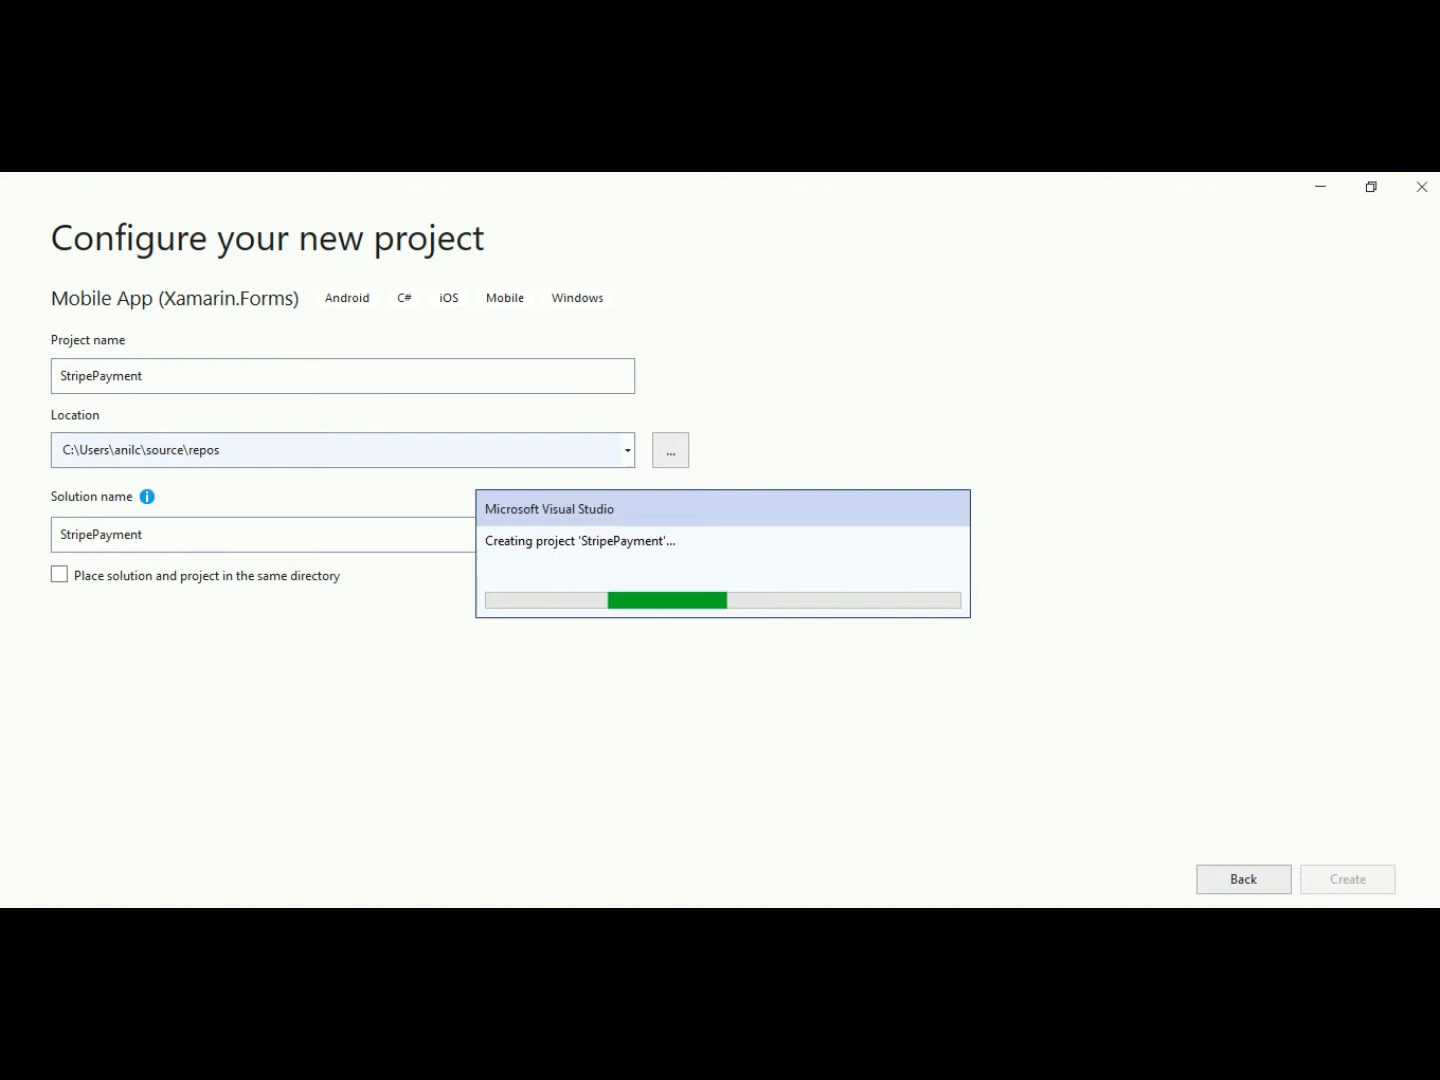 Configure your new project
Mobile App (Xamarin.Forms) Android C# iOS Mobile Windows
Project name
StripePayment
Location
C:\Users\anilc\source\repos
...
Solution name
StripePayment
Place solution and project in the same directory
Microsoft Visual Studio
Creating project 'StripePayment'...
Back Create